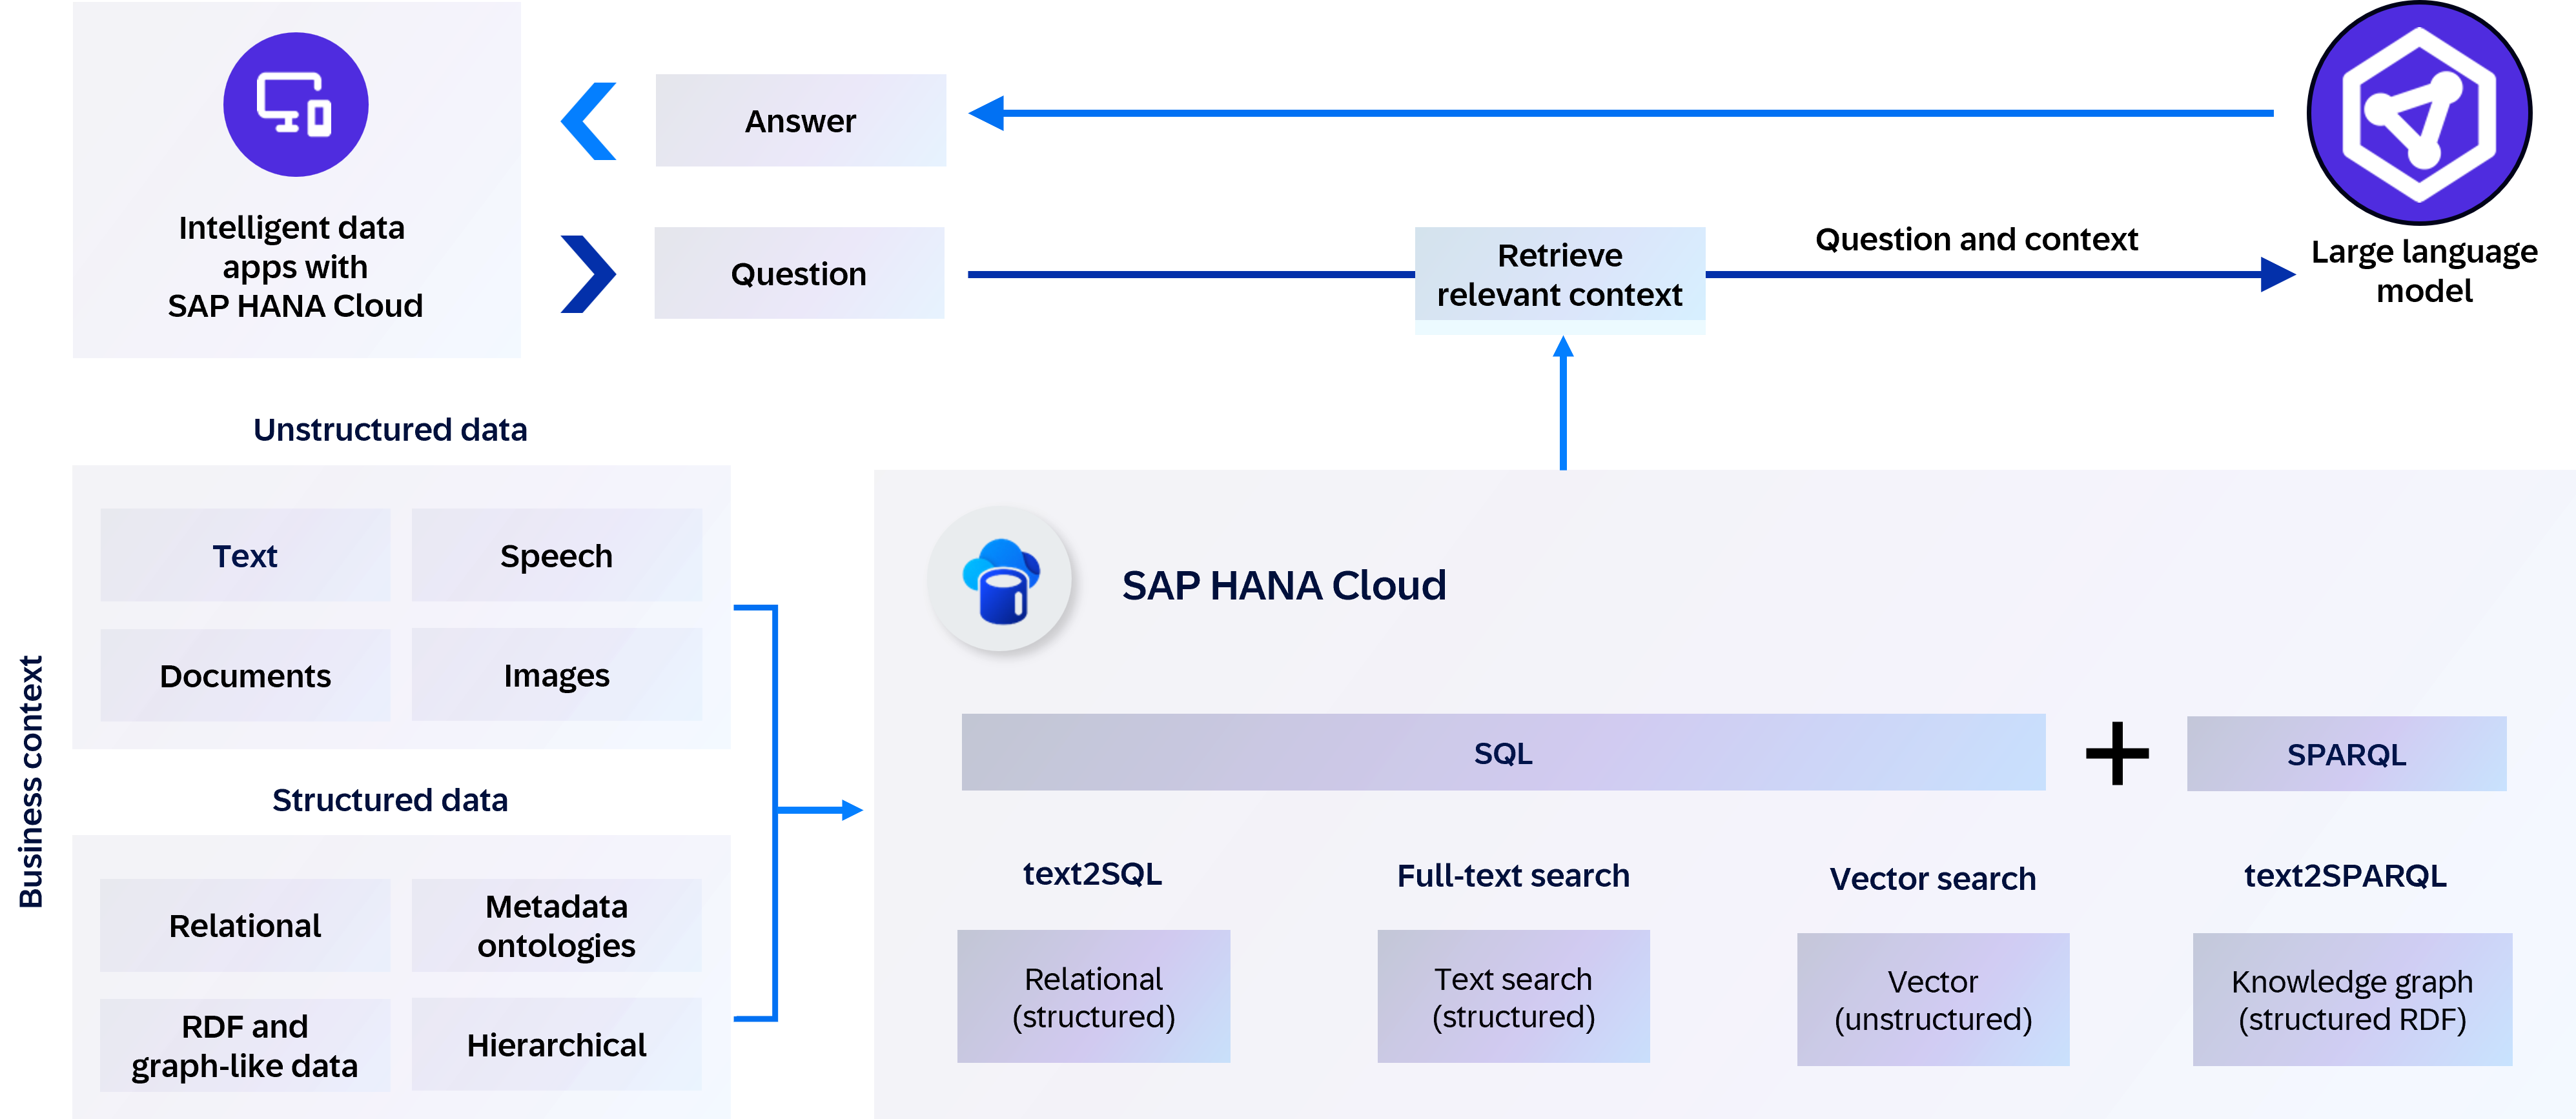 Intelligent data
apps with
SAP HANA Cloud
Answer
Question
Retrieve
relevant context
Question and context
Large language
model
Business context
Unstructured data
Text
Speech
Documents
Images
Structured data
Relational
Metadata
ontologies
RDF and
graph-like data
Hierarchical
SAP HANA Cloud
SQL
+
SPARQL
text2SQL
Full-text search
Vector search
text2SPARQL
Relational
(structured)
Text search
(structured)
Vector
(unstructured)
Knowledge graph
(structured RDF)